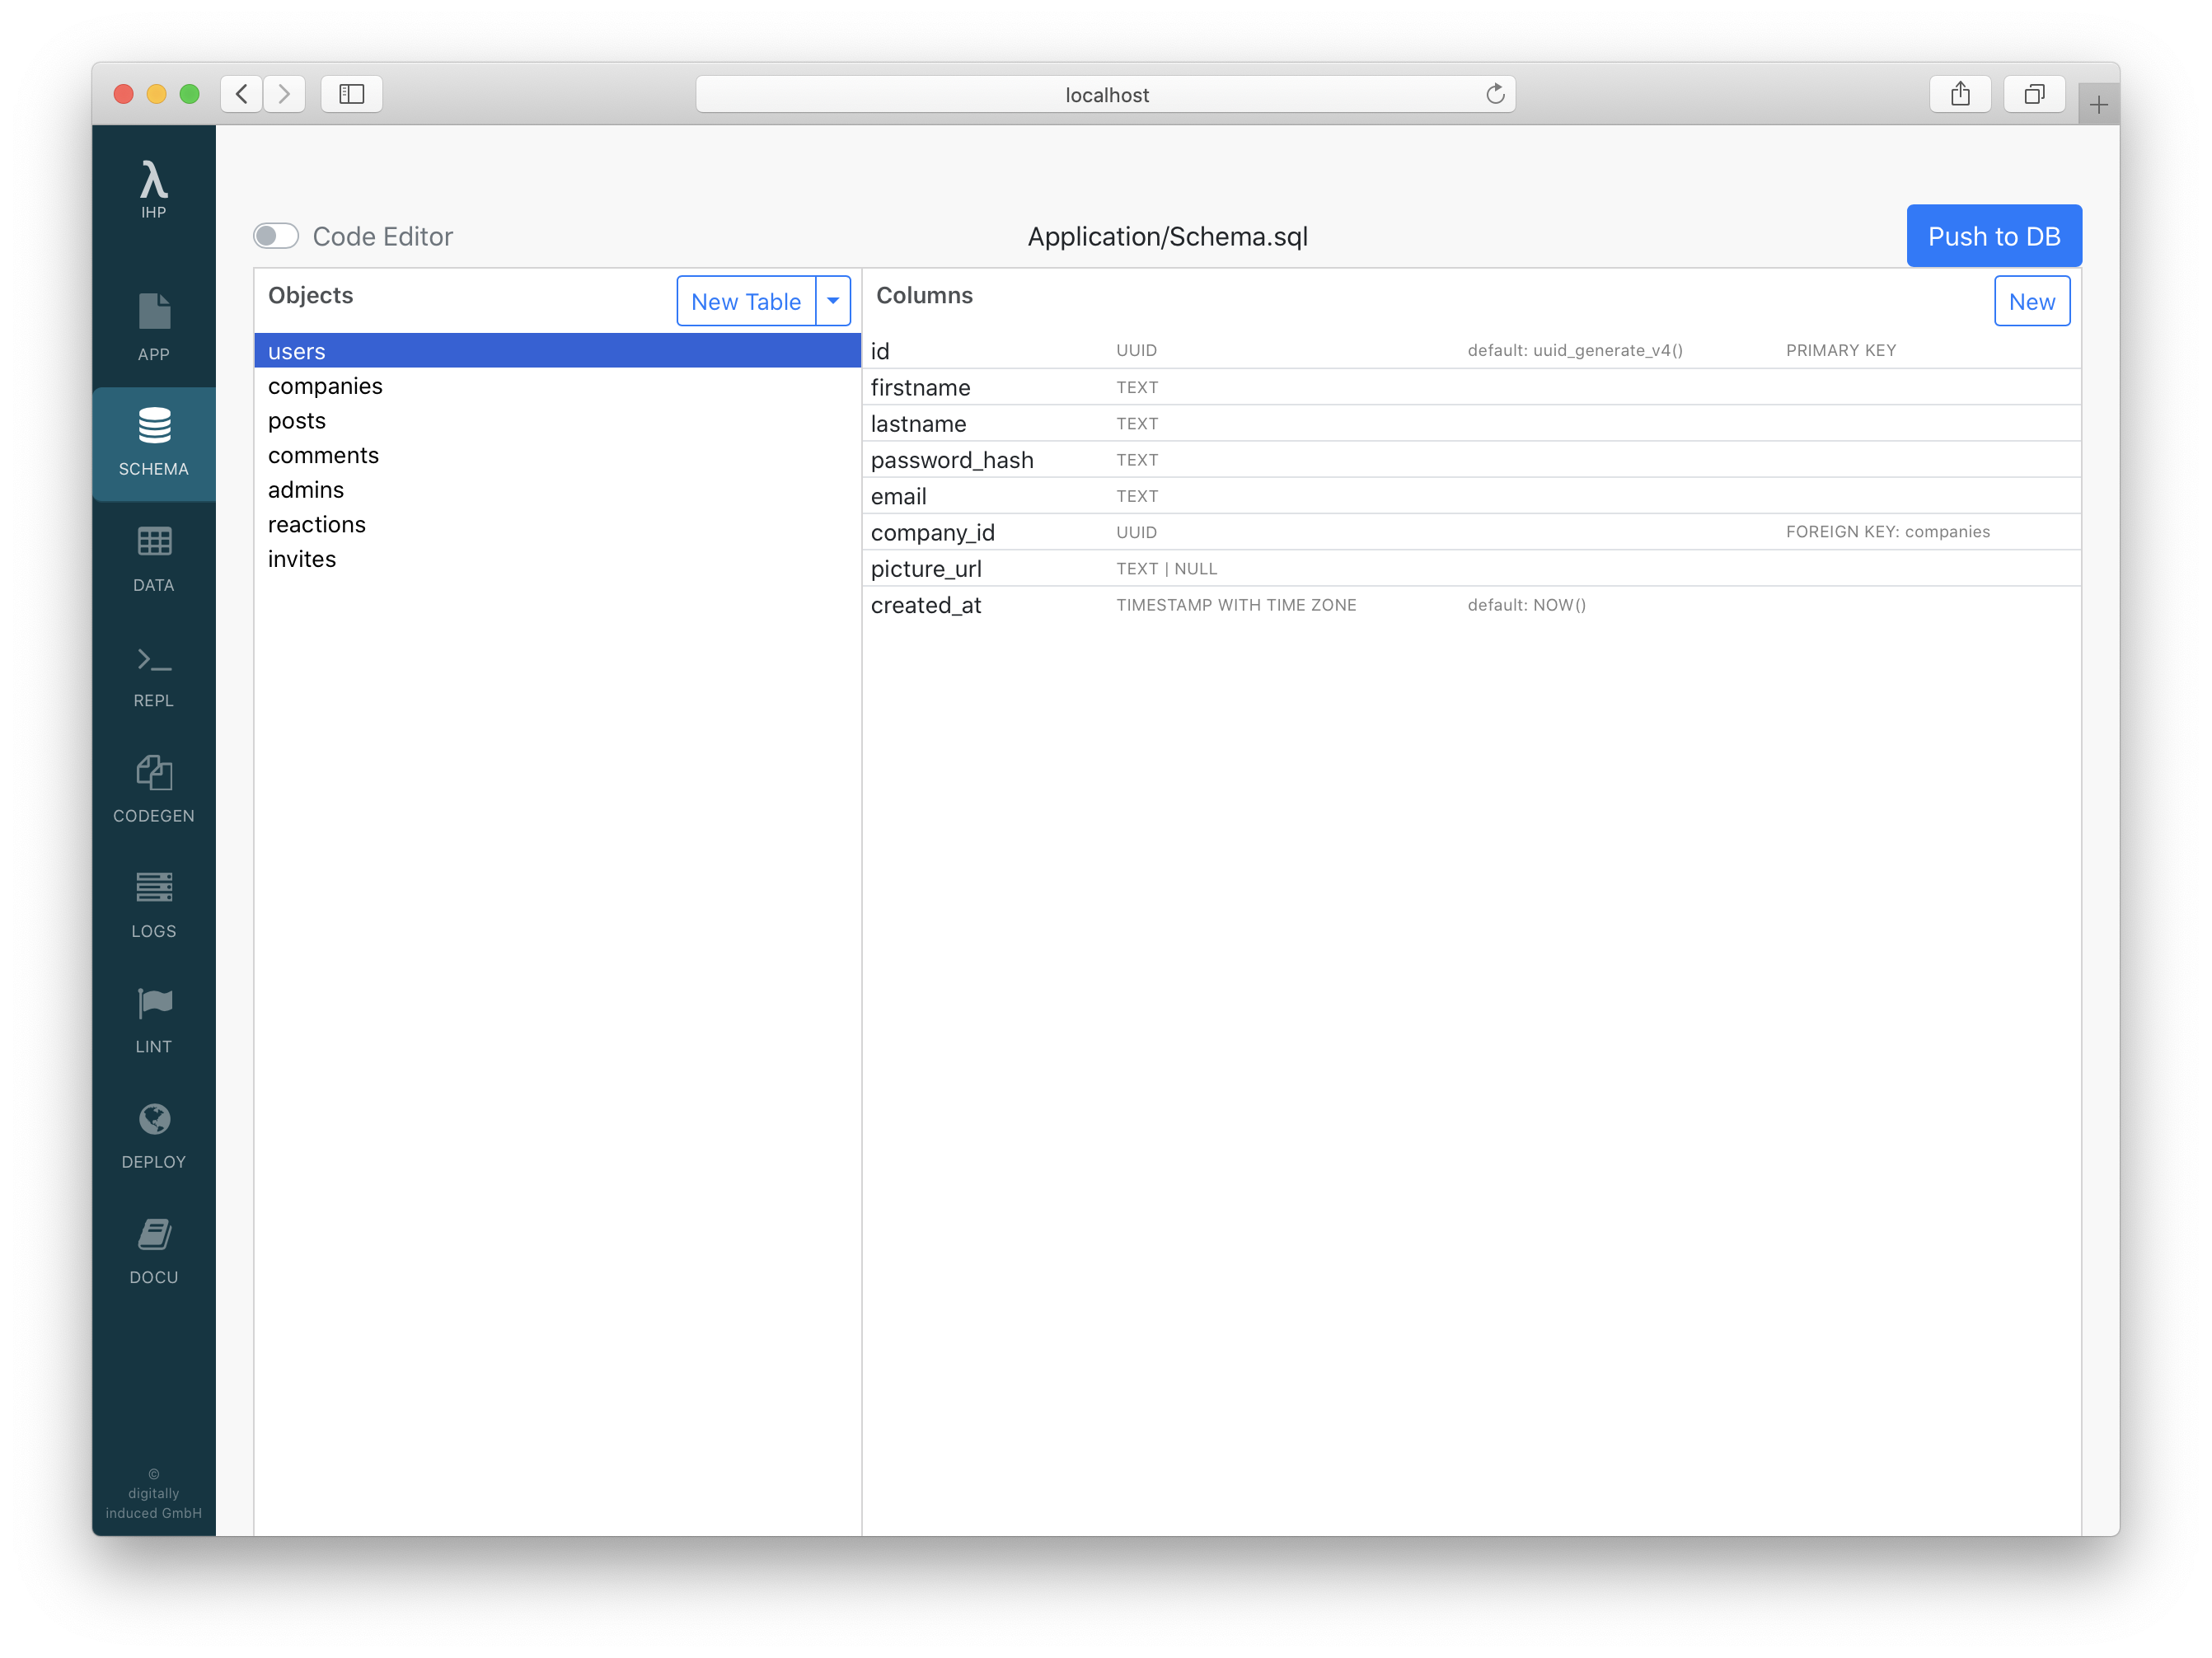 localhost
λ
IHP
APP
SCHEMA
DATA
REPL
CODEGEN
LOGS
LINT
DEPLOY
DOCU
©
digitally
induced GmbH
Code Editor
Application/Schema.sql
Push to DB
Objects
New Table
users
companies
posts
comments
admins
reactions
invites
Columns
New
id UUID default: uuid_generate_v4() PRIMARY KEY
firstname TEXT
lastname TEXT
password_hash TEXT
email TEXT
company_id UUID FOREIGN KEY: companies
picture_url TEXT | NULL
created_at TIMESTAMP WITH TIME ZONE default: NOW()